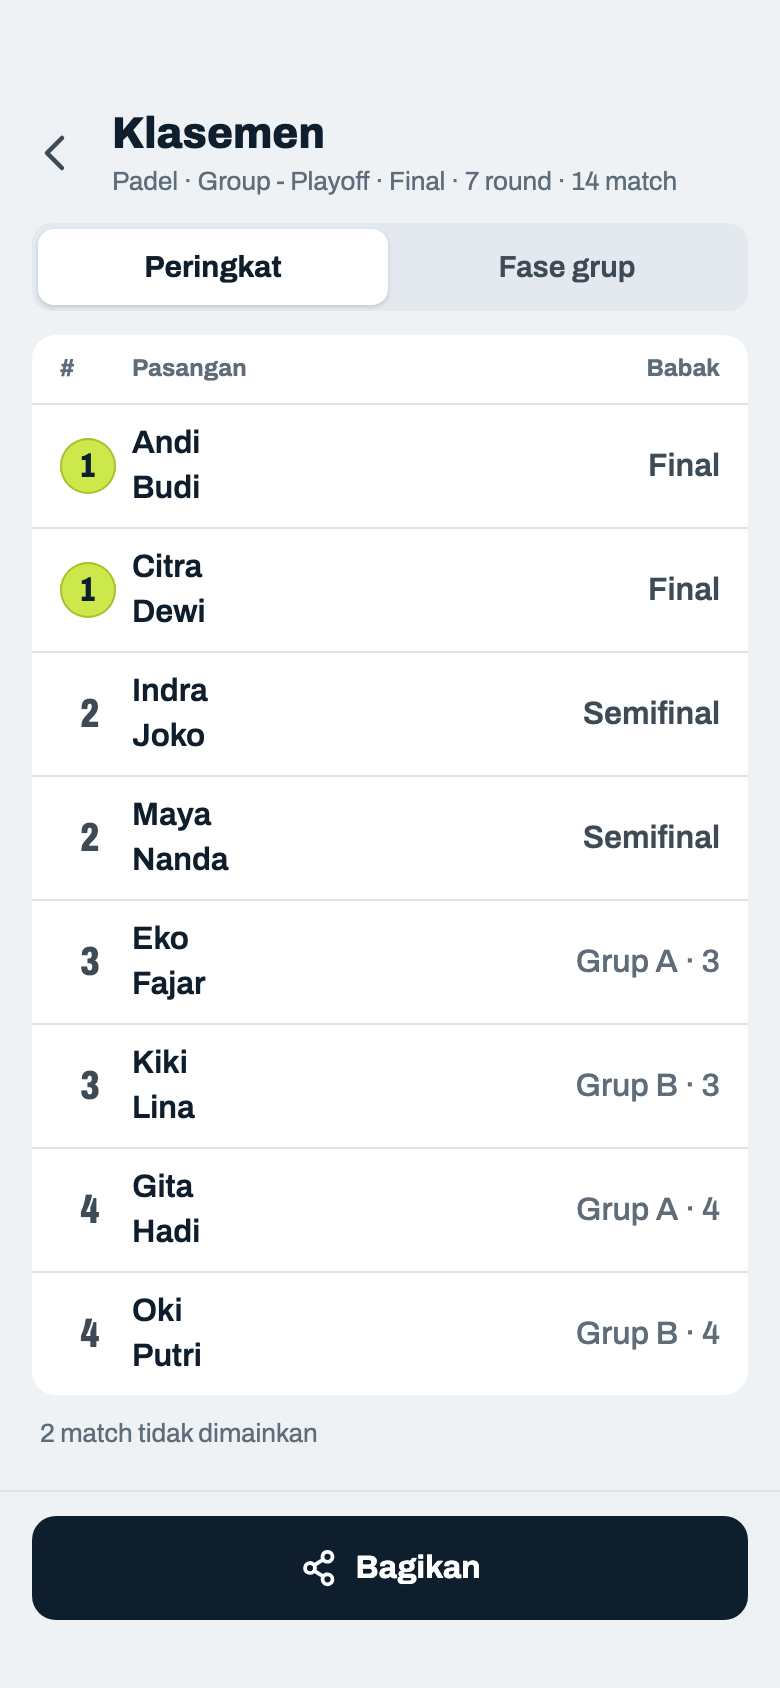 Klasemen
Padel · Group - Playoff · Final · 7 round · 14 match
Peringkat
Fase grup
# Pasangan Babak
1 Andi Budi Final
1 Citra Dewi Final
2 Indra Joko Semifinal
2 Maya Nanda Semifinal
3 Eko Fajar Grup A · 3
3 Kiki Lina Grup B · 3
4 Gita Hadi Grup A · 4
4 Oki Putri Grup B · 4
2 match tidak dimainkan
Bagikan